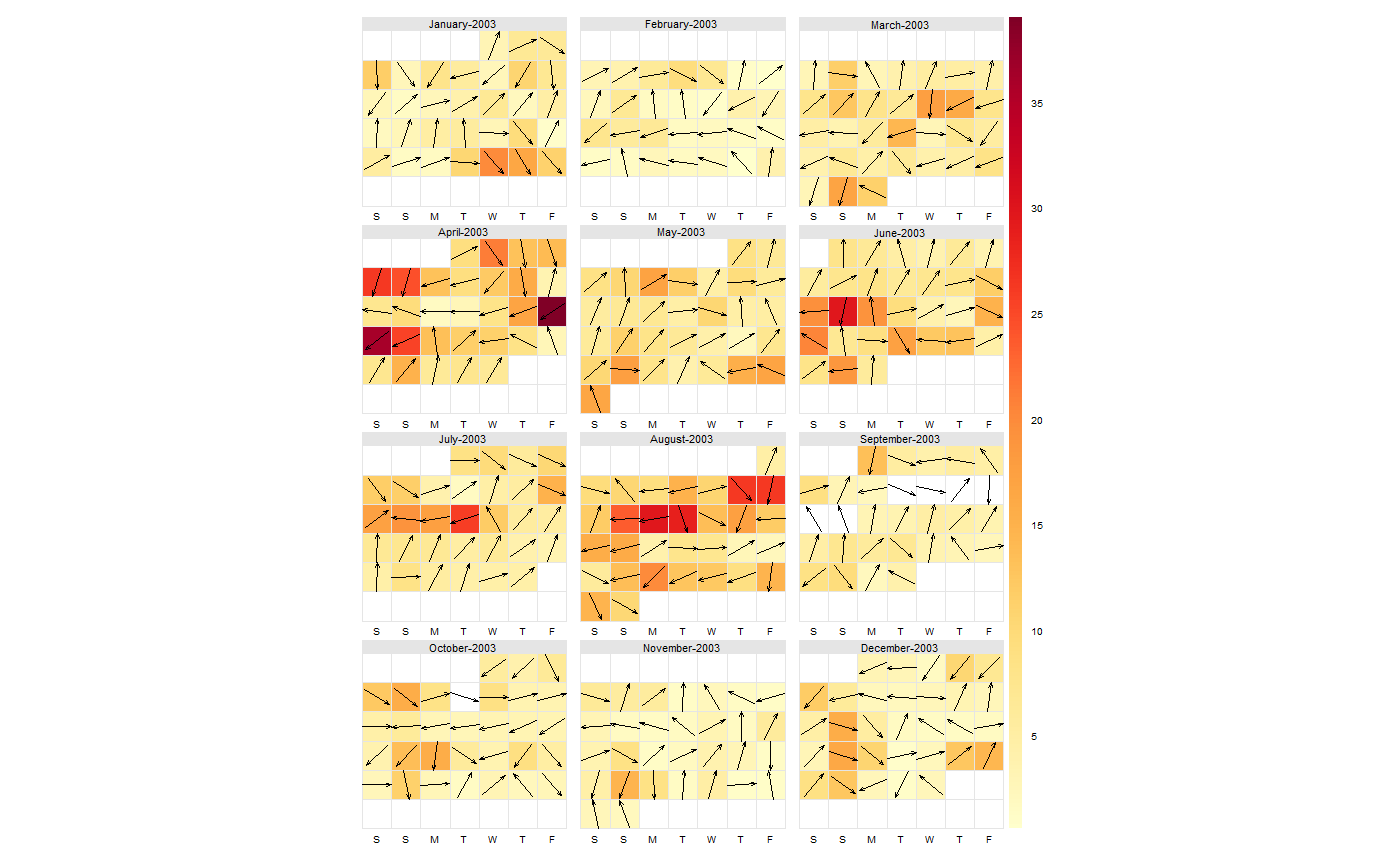 January-2003 February-2003 March-2003
35
30
S S M T W T F S S M T W T F S S M T W T F
April-2003 May-2003 June-2003
25
20
S S M T W T F S S M T W T F S S M T W T F
July-2003 August-2003 September-2003
15
10
S S M T W T F S S M T W T F S S M T W T F
October-2003 November-2003 December-2003
5
S S M T W T F S S M T W T F S S M T W T F